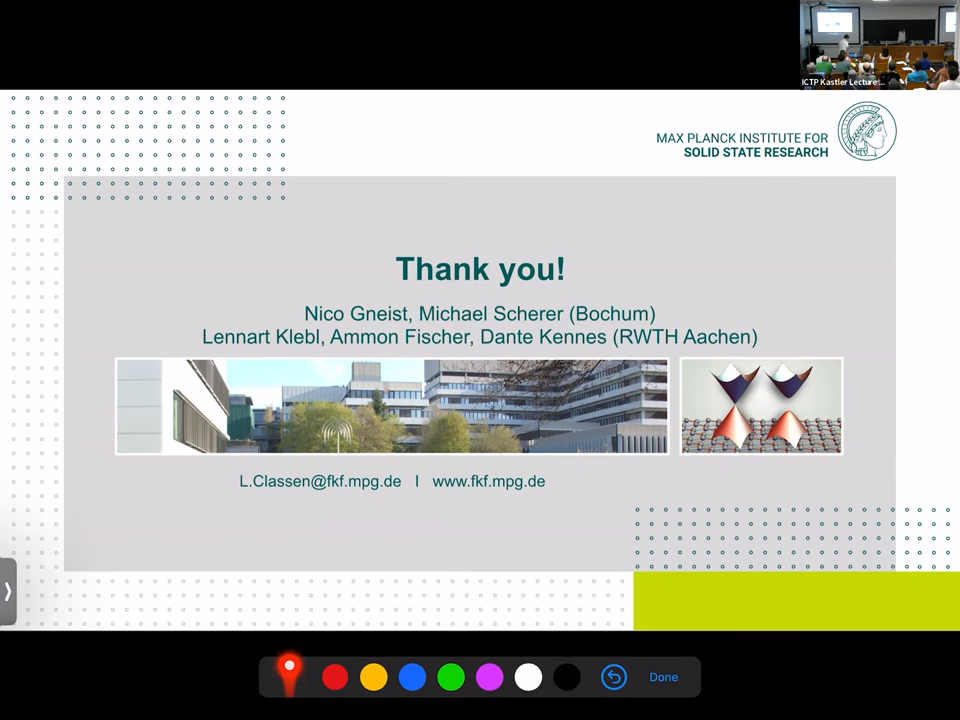 ICTP Kastler Lecture ...
MAX PLANCK INSTITUTE FOR
SOLID STATE RESEARCH
Thank you!
Nico Gneist, Michael Scherer (Bochum)
Lennart Klebl, Ammon Fischer, Dante Kennes (RWTH Aachen)
L.Classen@fkf.mpg.de I www.fkf.mpg.de
Done